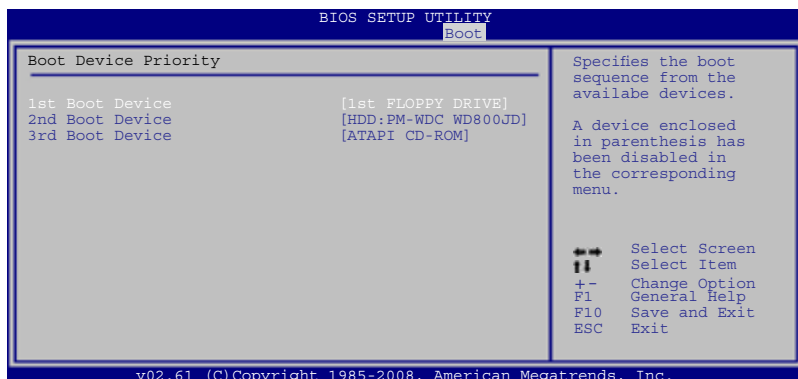 BIOS SETUP UTILITY
Boot
Boot Device Priority
1st Boot Device [1st FLOPPY DRIVE]
2nd Boot Device [HDD:PM-WDC WD800JD]
3rd Boot Device [ATAPI CD-ROM]
Specifies the boot
sequence from the
availabe devices.
A device enclosed
in parenthesis has
been disabled in
the corresponding
menu.
←→ Select Screen
↑↓ Select Item
+- Change Option
F1 General Help
F10 Save and Exit
ESC Exit
v02.61 (C)Copyright 1985-2008, American Megatrends, Inc.